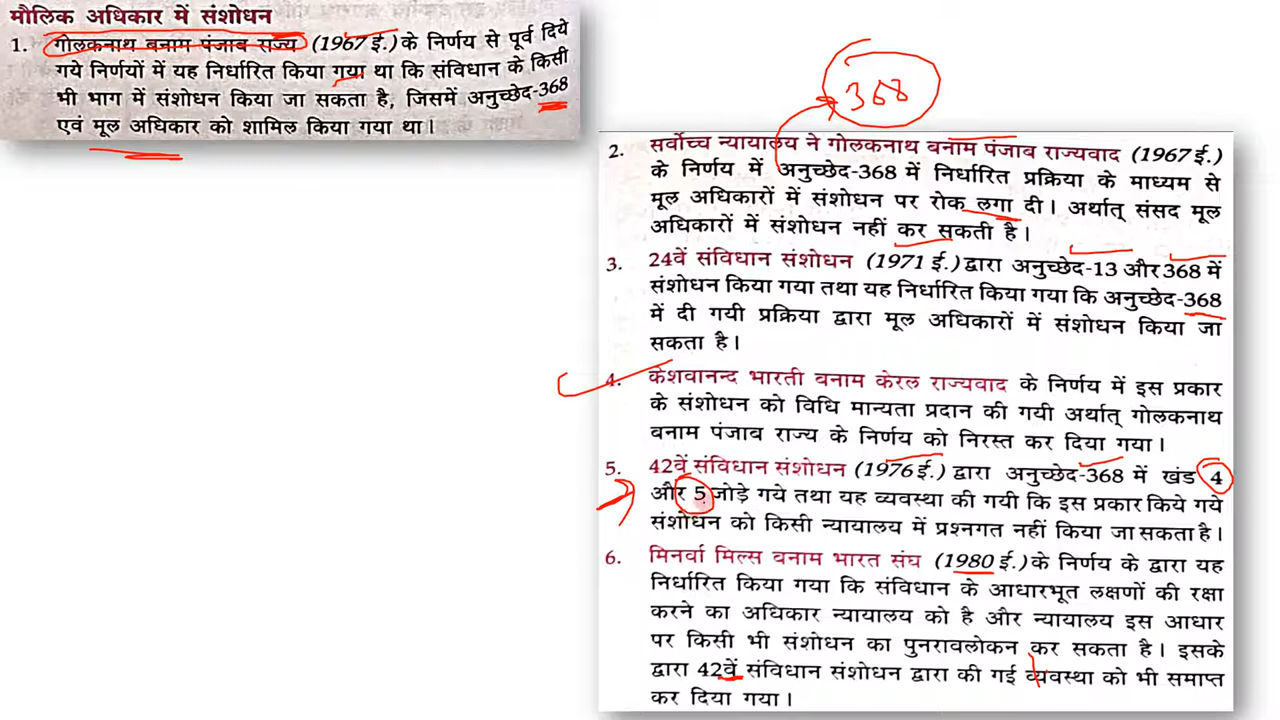 मौलिक अधिकार में संशोधन
1. गोलकनाथ बनाम पंजाब राज्य (1967 ई.) के निर्णय से पूर्व दिये
गये निर्णयों में यह निर्धारित किया गया था कि संविधान के किसी
भी भाग में संशोधन किया जा सकता है, जिसमें अनुच्छेद-368
एवं मूल अधिकार को शामिल किया गया था।
368
2. सर्वोच्च न्यायालय ने गोलकनाथ बनाम पंजाब राज्यवाद (1967 ई.)
के निर्णय में अनुच्छेद-368 में निर्धारित प्रक्रिया के माध्यम से
मूल अधिकारों में संशोधन पर रोक लगा दी। अर्थात् संसद मूल
अधिकारों में संशोधन नहीं कर सकती है।
3. 24वें संविधान संशोधन (1971 ई.) द्वारा अनुच्छेद-13 और 368 में
संशोधन किया गया तथा यह निर्धारित किया गया कि अनुच्छेद-368
में दी गयी प्रक्रिया द्वारा मूल अधिकारों में संशोधन किया जा
सकता है।
4. केशवानन्द भारती बनाम केरल राज्यवाद के निर्णय में इस प्रकार
के संशोधन को विधि मान्यता प्रदान की गयी अर्थात् गोलकनाथ
बनाम पंजाब राज्य के निर्णय को निरस्त कर दिया गया।
5. 42वें संविधान संशोधन (1976 ई.) द्वारा अनुच्छेद-368 में खंड 4
और 5 जोड़े गये तथा यह व्यवस्था की गयी कि इस प्रकार किये गये
संशोधन को किसी न्यायालय में प्रश्नगत नहीं किया जा सकता है।
6. मिनर्वा मिल्स बनाम भारत संघ (1980 ई.) के निर्णय के द्वारा यह
निर्धारित किया गया कि संविधान के आधारभूत लक्षणों की रक्षा
करने का अधिकार न्यायालय को है और न्यायालय इस आधार
पर किसी भी संशोधन का पुनरावलोकन कर सकता है। इसके
द्वारा 42वें संविधान संशोधन द्वारा की गई व्यवस्था को भी समाप्त
कर दिया गया।